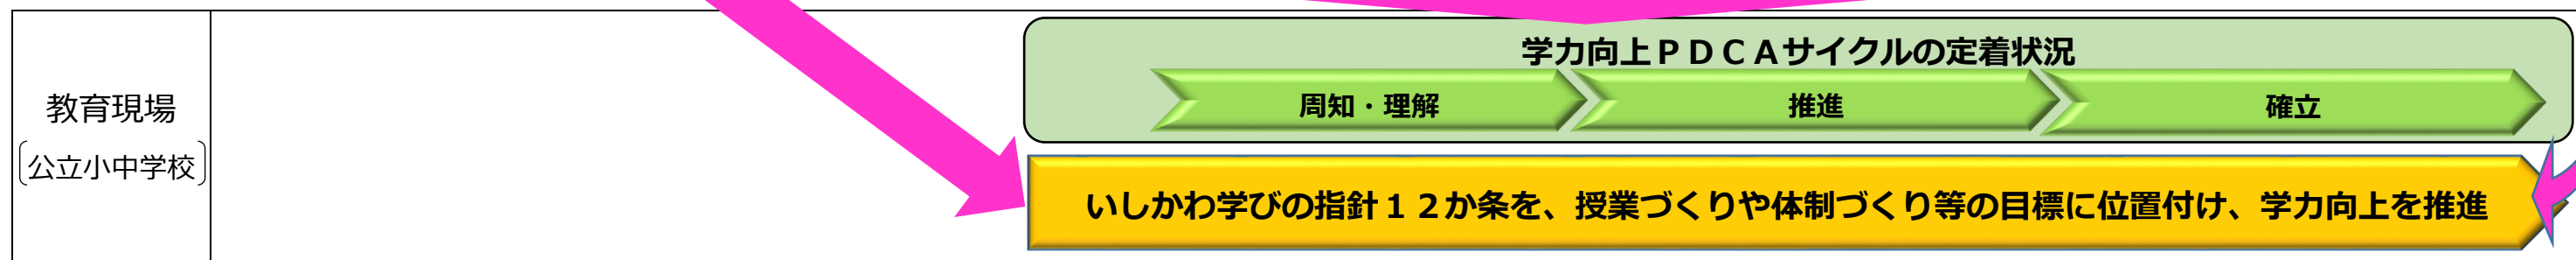 教育現場
〔公立小中学校〕
学力向上ＰＤＣＡサイクルの定着状況
周知・理解
推進
確立
いしかわ学びの指針１２か条を、授業づくりや体制づくり等の目標に位置付け、学力向上を推進